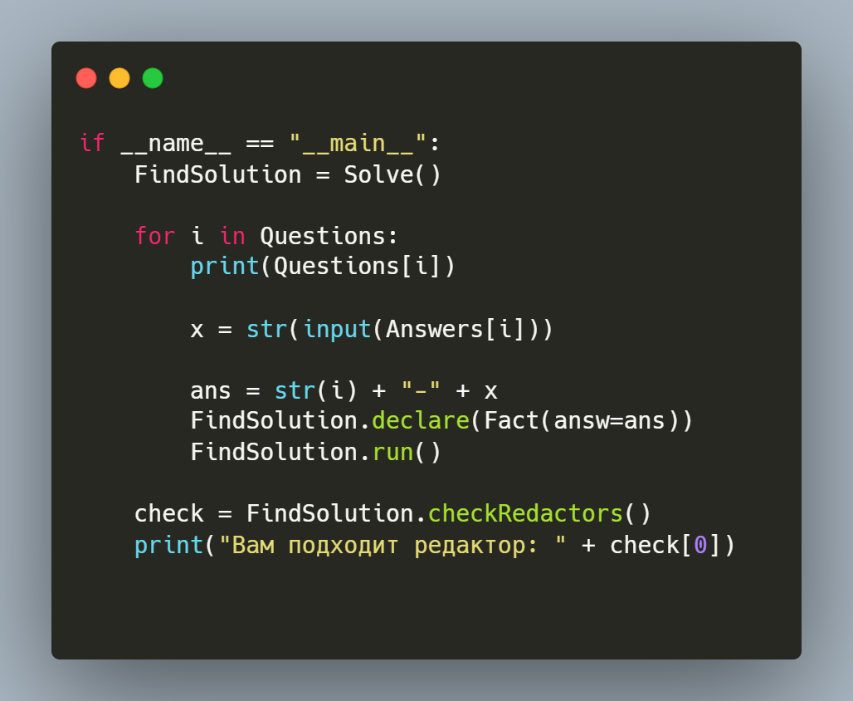 if __name__ == "__main__":
    FindSolution = Solve()

    for i in Questions:
        print(Questions[i])

        x = str(input(Answers[i]))

        ans = str(i) + "-" + x
        FindSolution.declare(Fact(answ=ans))
        FindSolution.run()

    check = FindSolution.checkRedactors()
    print("Вам подходит редактор: " + check[0])